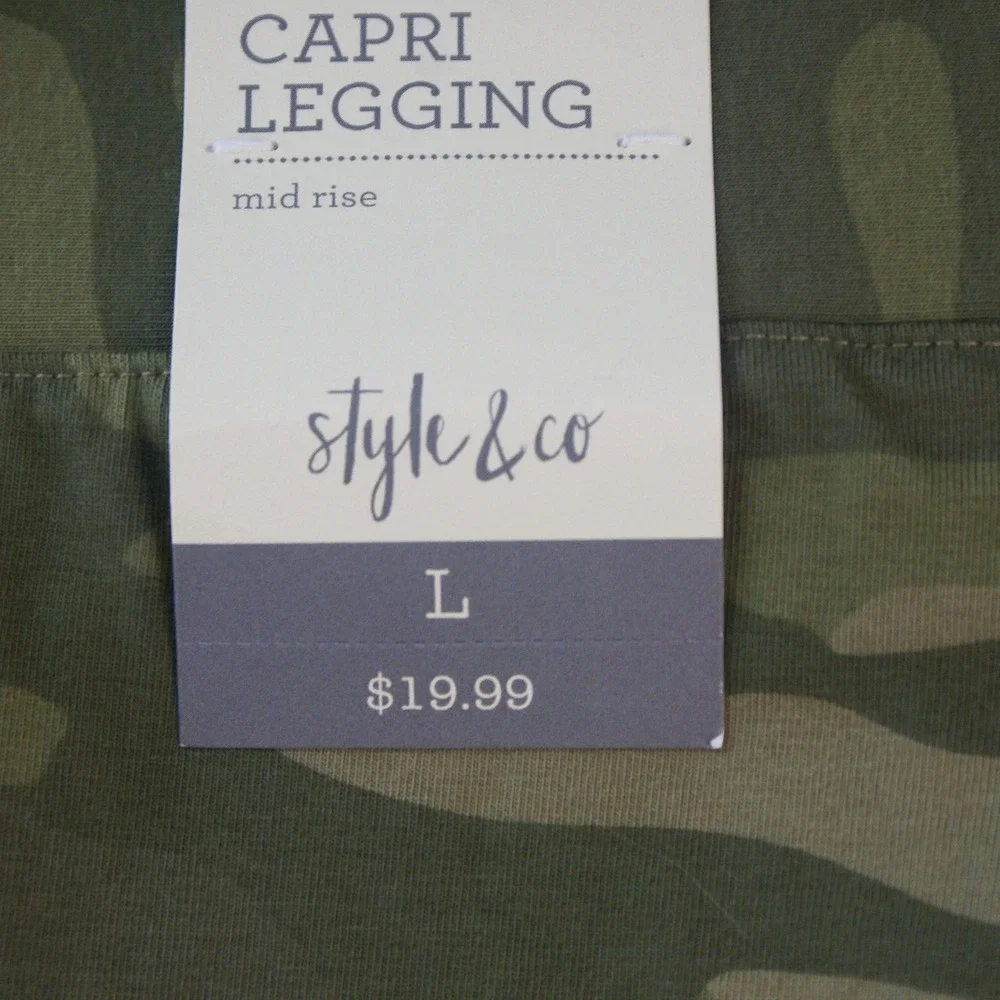 CAPRI
LEGGING
mid rise
style & co
L
$19.99